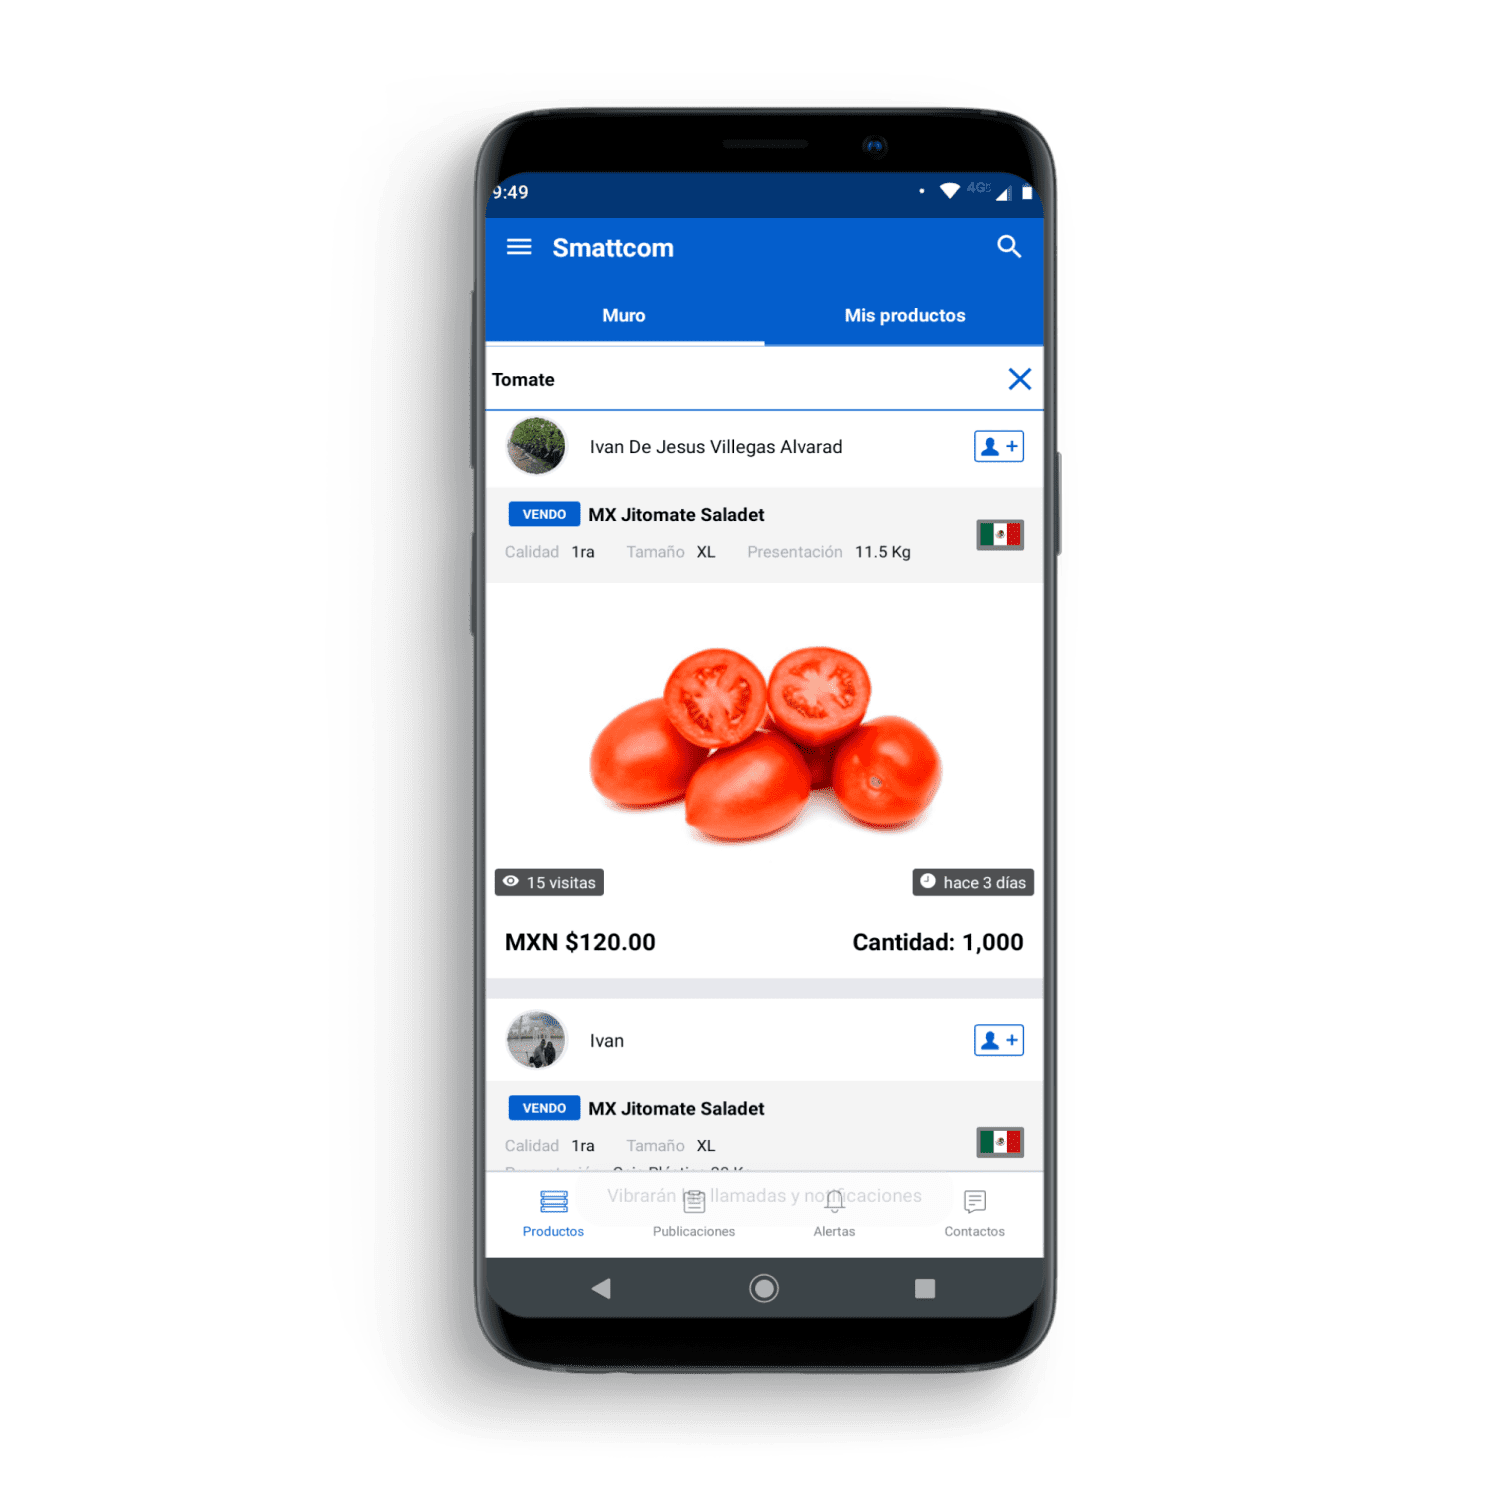 9:49
4G
Smattcom
Muro
Mis productos
Tomate
Ivan De Jesus Villegas Alvarad
VENDO MX Jitomate Saladet
Calidad 1ra Tamaño XL Presentación 11.5 Kg
15 visitas
hace 3 días
MXN $120.00
Cantidad: 1,000
Ivan
VENDO MX Jitomate Saladet
Calidad 1ra Tamaño XL
Vibrarán las llamadas y notificaciones
Productos
Publicaciones
Alertas
Contactos